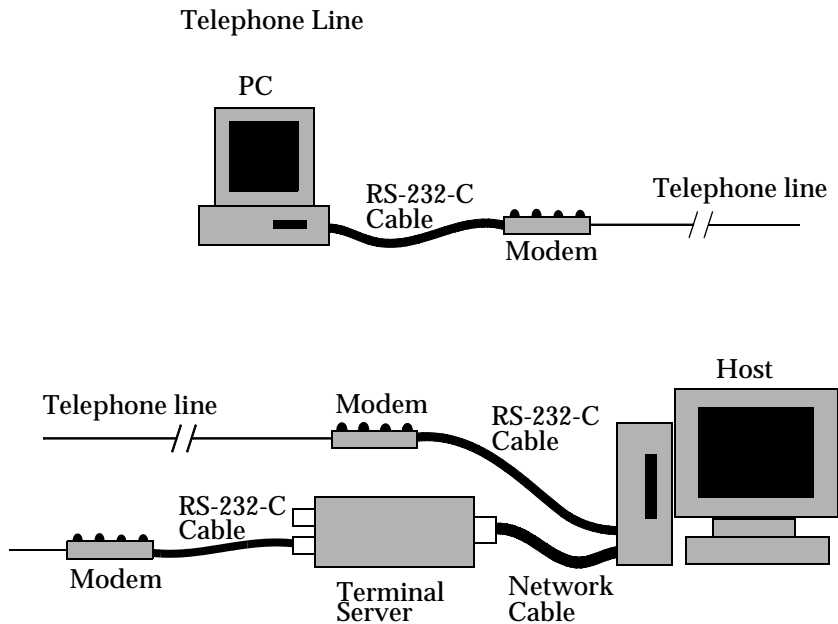 Telephone Line
PC
RS-232-C
Cable
Telephone line
Modem
Host
Telephone line
Modem
RS-232-C
Cable
RS-232-C
Cable
Modem
Terminal
Server
Network
Cable